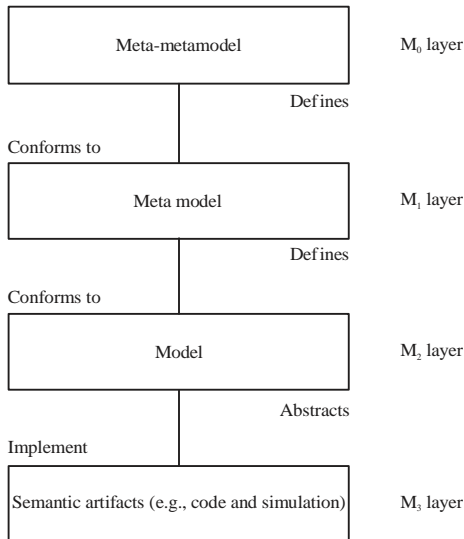 Meta-metamodel M₀ layer
Defines
Conforms to
Meta model M₁ layer
Defines
Conforms to
Model M₂ layer
Abstracts
Implement
Semantic artifacts (e.g., code and simulation) M₃ layer